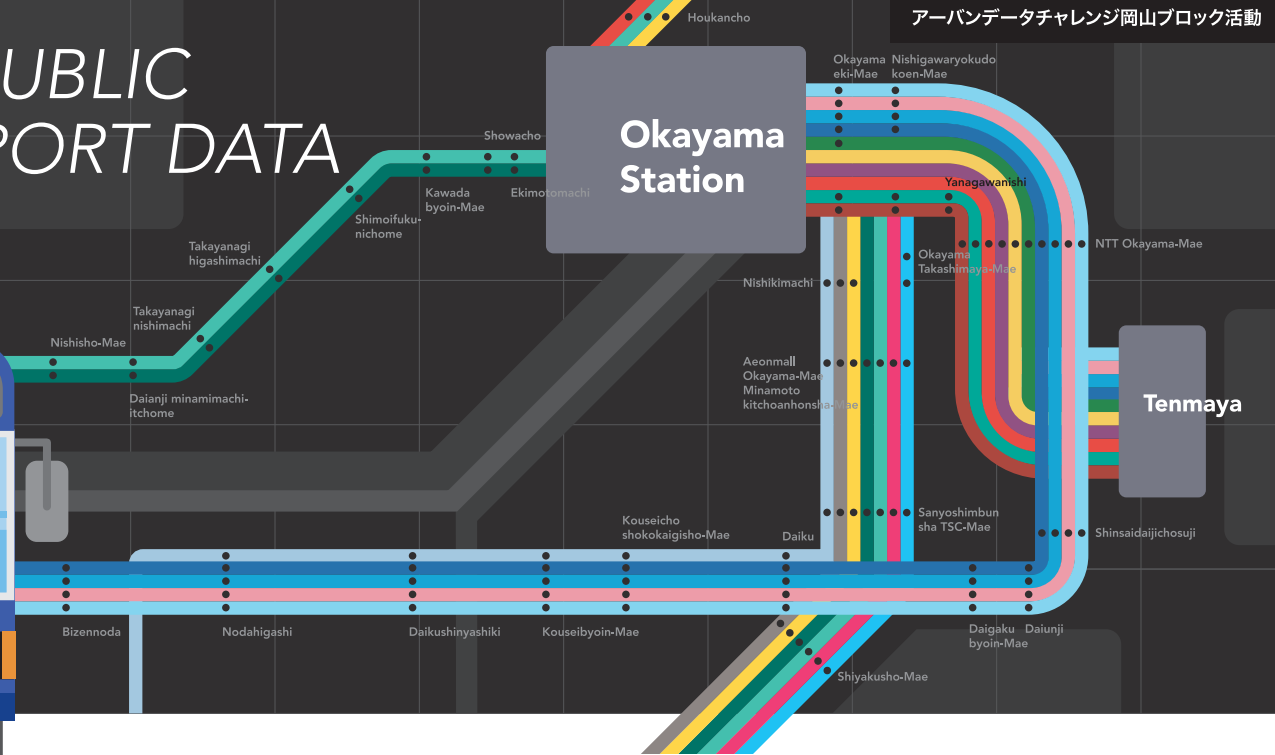 アーバンデータチャレンジ岡山ブロック活動
Houkancho
UBLIC
PORT DATA
Okayama
eki-Mae
Nishigawaryokudo
koen-Mae
Okayama
Station
Showacho
Kawada
byoin-Mae
Ekimotomachi
Yanagawanishi
Shimoifuku-
nichome
Takayanagi
higashimachi
NTT Okayama-Mae
Okayama
Takashimaya-Mae
Nishikimachi
Takayanagi
nishimachi
Nishisho-Mae
Aeonmall
Okayama-Mae
Minamoto
kitchoanhonsha-Mae
Daianji minamimachi-
itchome
Tenmaya
Kouseicho
shokokaigisho-Mae
Daiku
Sanyoshimbun
sha TSC-Mae
Shinsaidaijichosuji
Bizennoda
Nodahigashi
Daikushinyashiki
Kouseibyoin-Mae
Daigaku
byoin-Mae
Daiunji
Shiyakusho-Mae